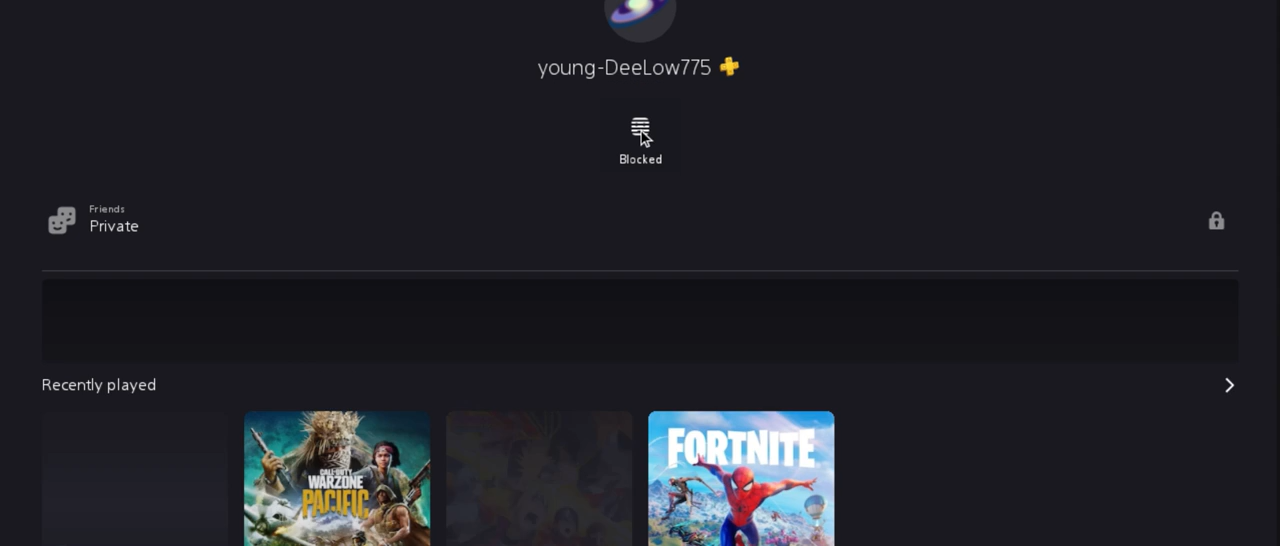 young-DeeLow775
Blocked
Friends
Private
Recently played
CALL OF DUTY
WARZONE
PACIFIC
FORTNITE